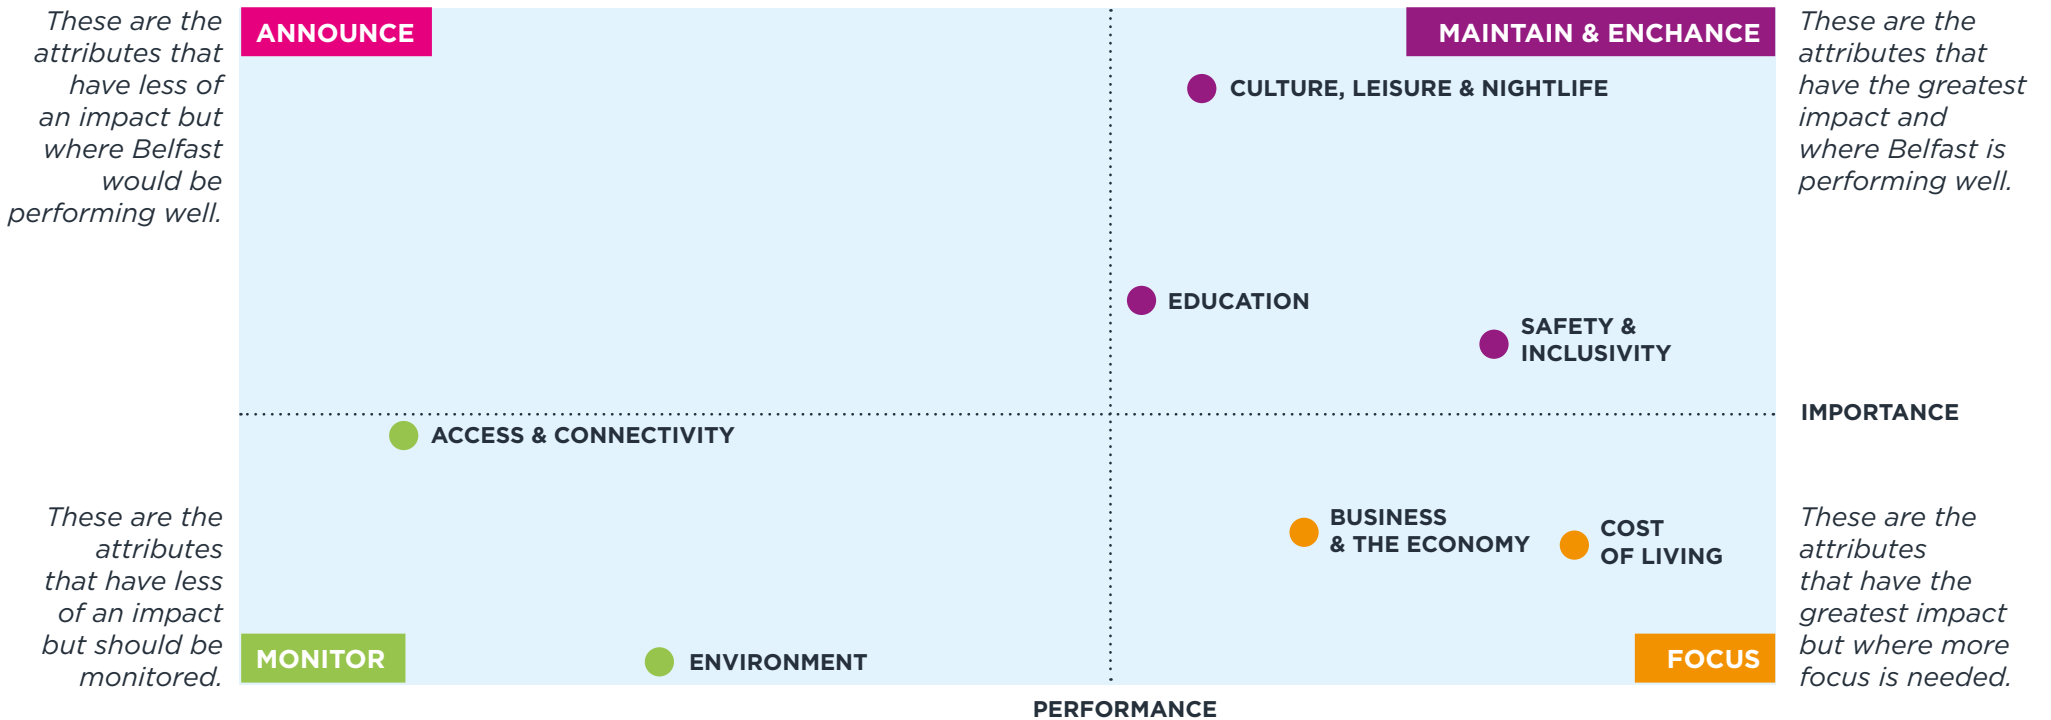 These are the
attributes that
have less of
an impact but
where Belfast
would be
performing well.
ANNOUNCE
MAINTAIN & ENCHANCE
These are the
attributes that
have the greatest
impact and
where Belfast is
performing well.
CULTURE, LEISURE & NIGHTLIFE
EDUCATION
SAFETY &
INCLUSIVITY
IMPORTANCE
ACCESS & CONNECTIVITY
BUSINESS
& THE ECONOMY
COST
OF LIVING
These are the
attributes
that have less
of an impact
but should be
monitored.
MONITOR
ENVIRONMENT
FOCUS
These are the
attributes
that have the
greatest impact
but where more
focus is needed.
PERFORMANCE